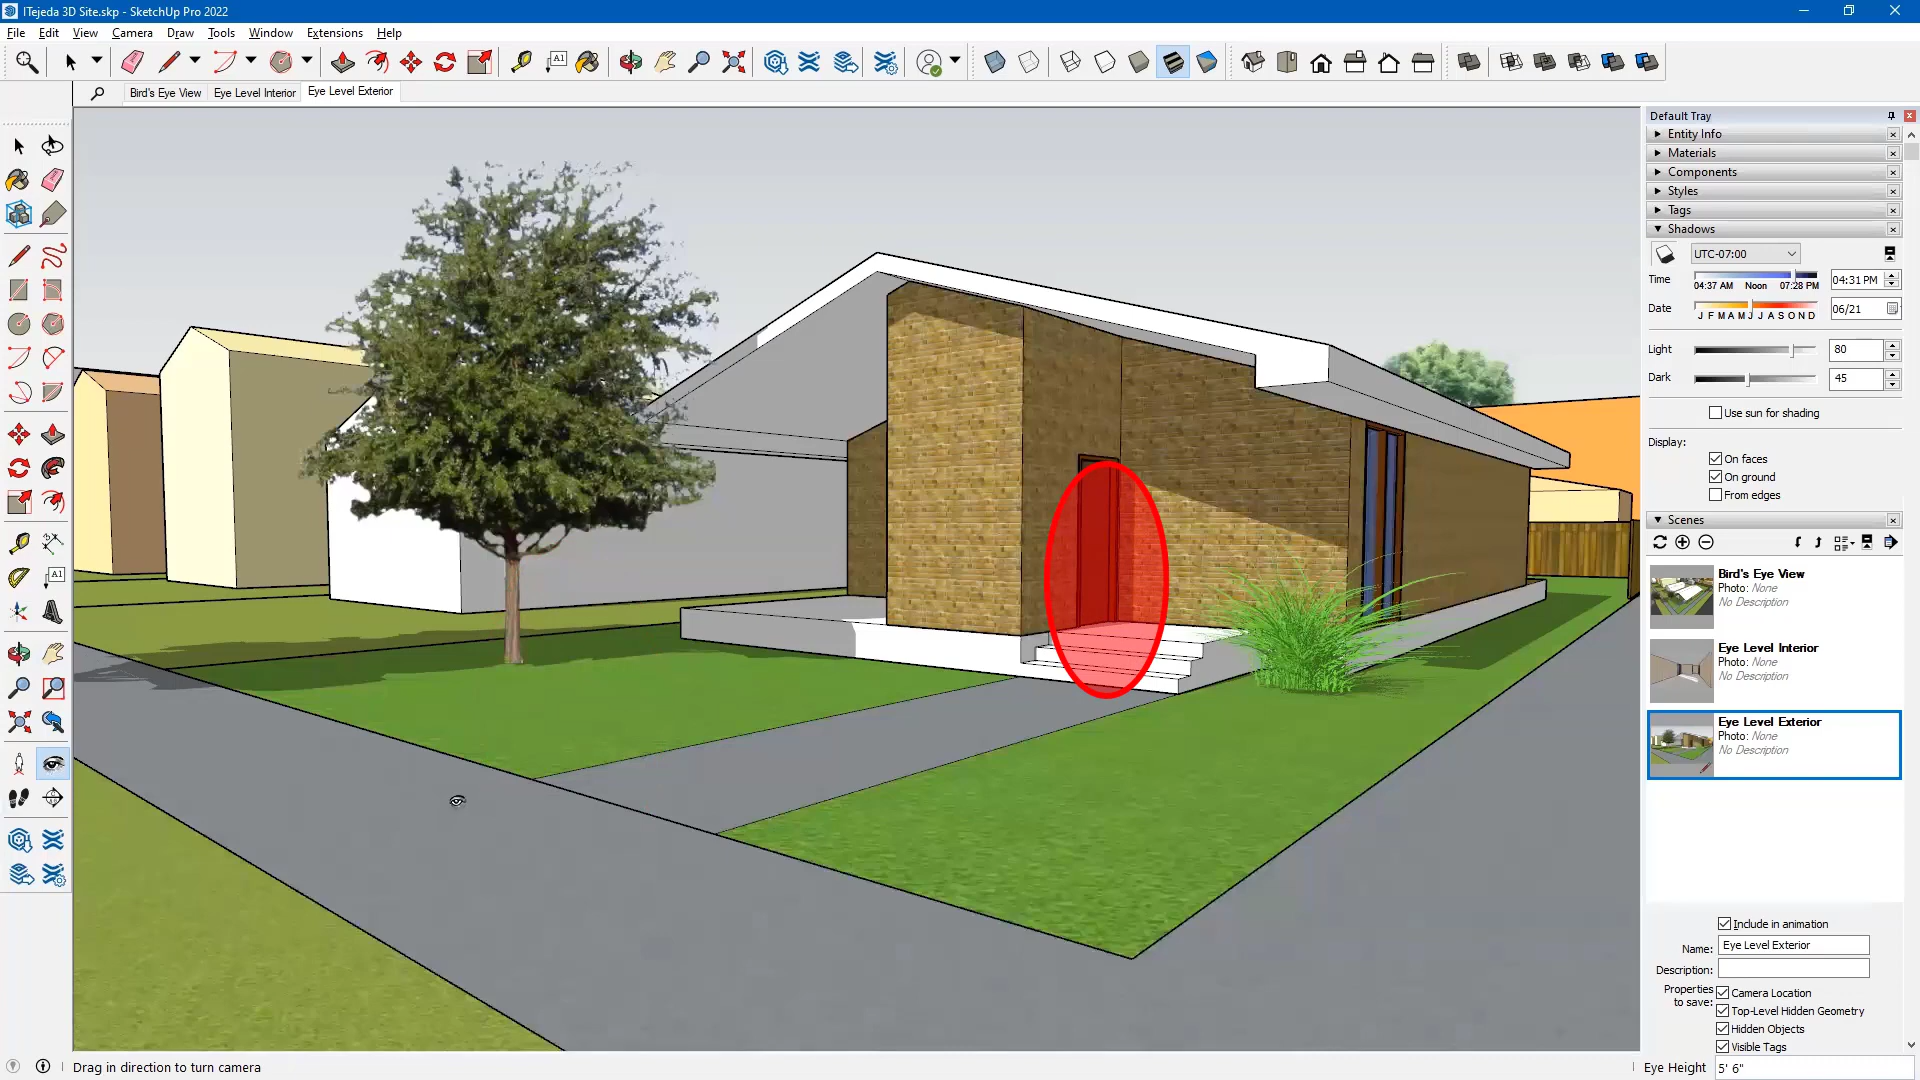 ITejeda 3D Site.skp - SketchUp Pro 2022
File Edit View Camera Draw Tools Window Extensions Help
A1
Bird's Eye View Eye Level Interior Eye Level Exterior
Default Tray
Entity Info
Materials
Components
Styles
Tags
Shadows
UTC-07:00
Time 04:31 PM
04:37 AM Noon 07:28 PM
Date 06/21
J F M A M J J A S O N D
Light 80
Dark 45
Use sun for shading
Display:
On faces
On ground
From edges
Scenes
Bird's Eye View
Photo: None
No Description
Eye Level Interior
Photo: None
No Description
Eye Level Exterior
Photo: None
No Description
A1
Include in animation
Name: Eye Level Exterior
Description:
Properties to save:
Camera Location
Top-Level Hidden Geometry
Hidden Objects
Visible Tags
Drag in direction to turn camera
Eye Height 5' 6"